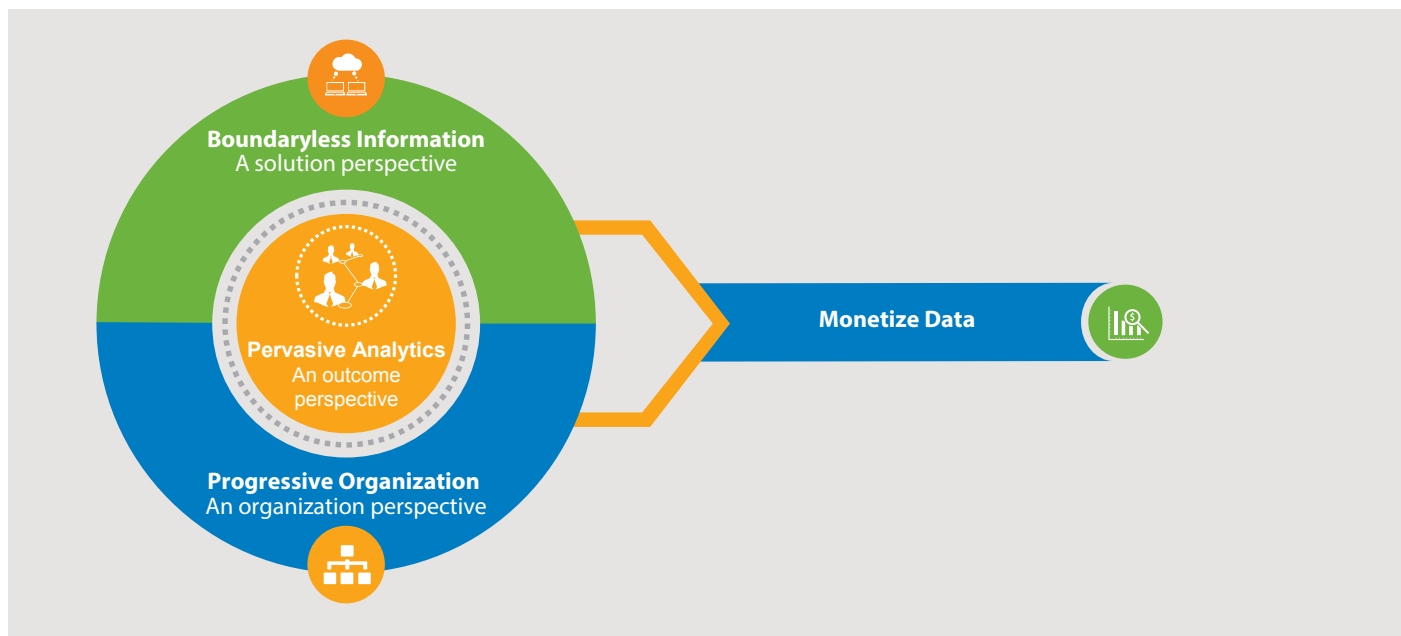 Boundaryless Information
A solution perspective
Pervasive Analytics
An outcome
perspective
Progressive Organization
An organization perspective
Monetize Data
$